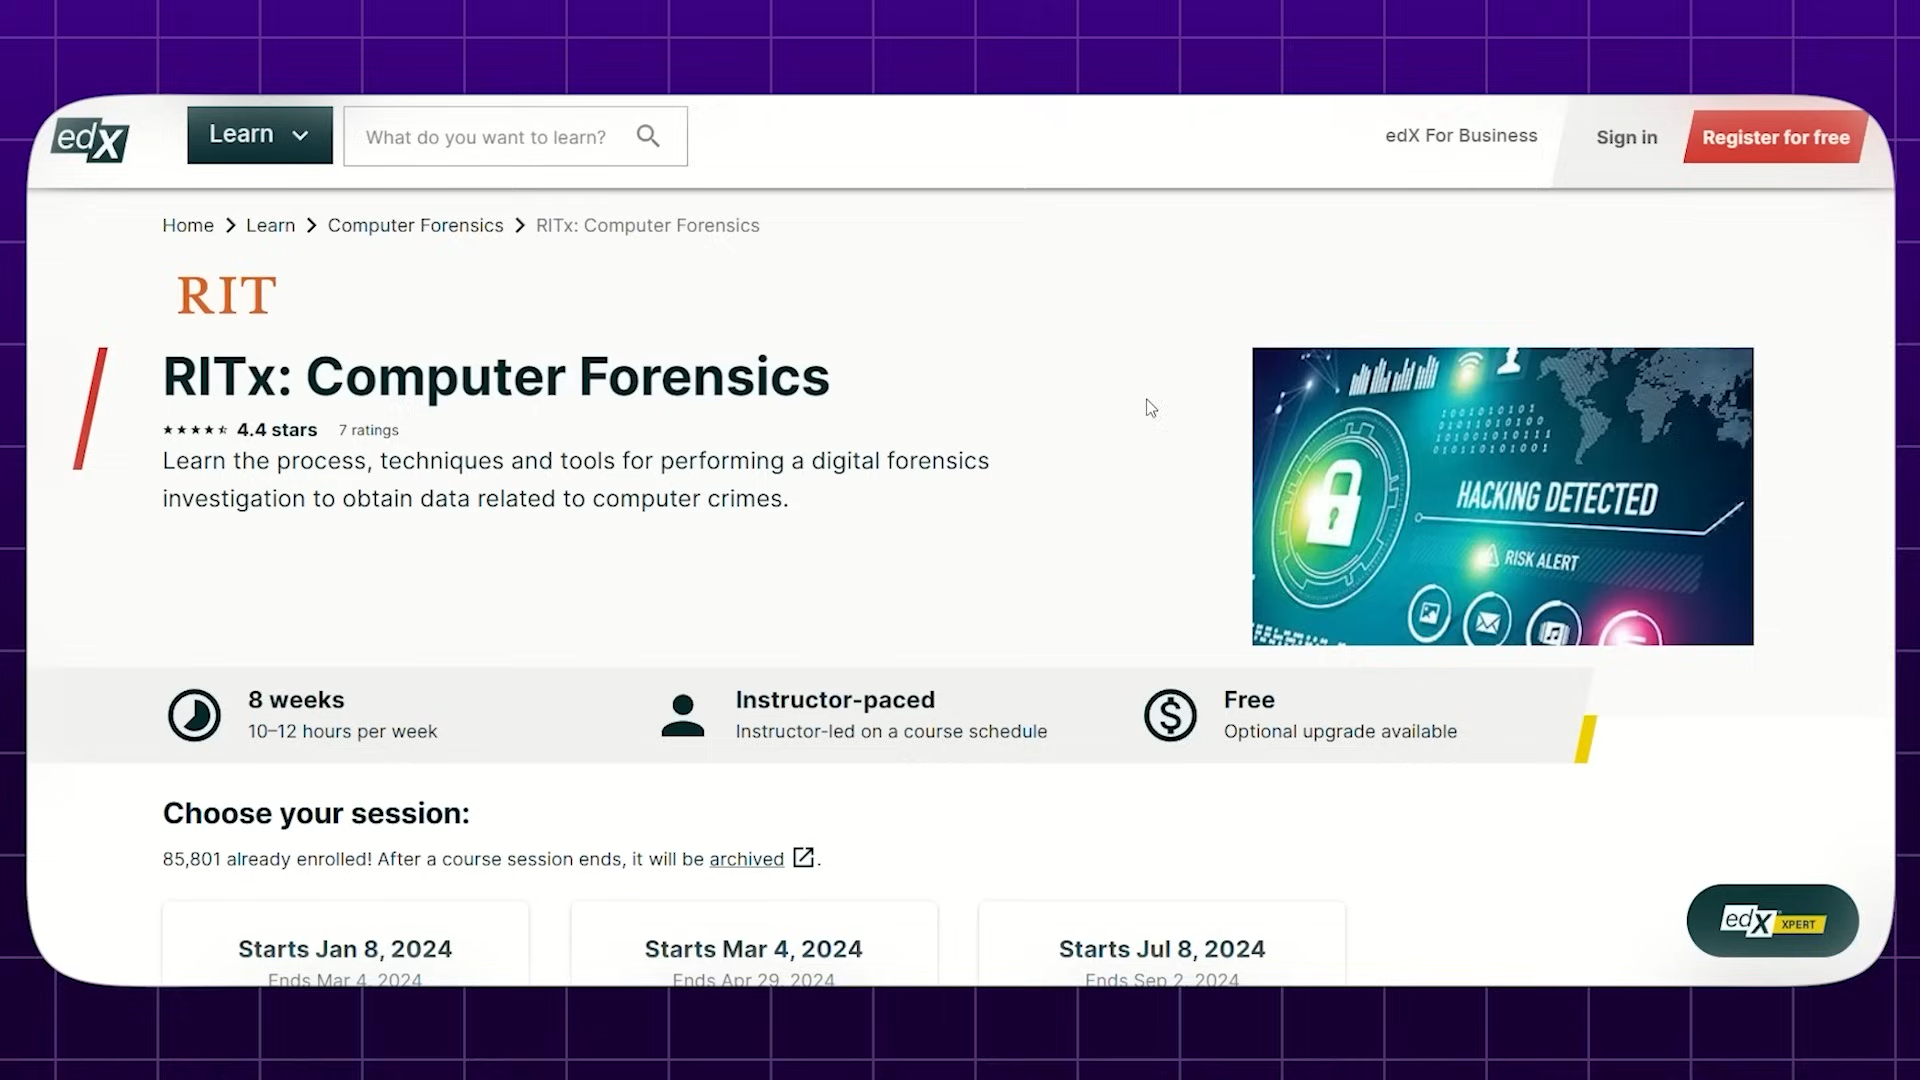 edX
Learn
What do you want to learn?
edX For Business
Sign in
Register for free
Home > Learn > Computer Forensics > RITx: Computer Forensics
RIT
RITx: Computer Forensics
4.4 stars 7 ratings
Learn the process, techniques and tools for performing a digital forensics
investigation to obtain data related to computer crimes.
HACKING DETECTED
RISK ALERT
8 weeks
10–12 hours per week
Instructor-paced
Instructor-led on a course schedule
Free
Optional upgrade available
Choose your session:
85,801 already enrolled! After a course session ends, it will be archived.
Starts Jan 8, 2024
Ends Mar 4, 2024
Starts Mar 4, 2024
Ends Apr 29, 2024
Starts Jul 8, 2024
Ends Sep 2, 2024
edX XPERT